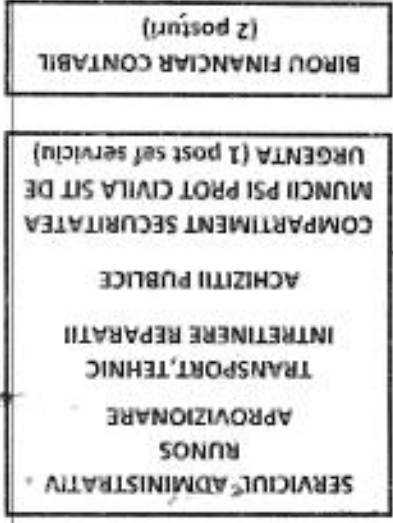 SERVICIUL ADMINISTRATIV
RUNOS
APROVIZIONARE
TRANSPORT,TEHNIC
INTRETINERE REPARATII
ACHIZITII PUBLICE
COMPARTIMENT SECURITATEA
MUNCII PSI PROT CIVILA SIT DE
URGENTA (1 post sef serviciu)
BIROU FINANCIAR CONTABIL
(2 posturi)